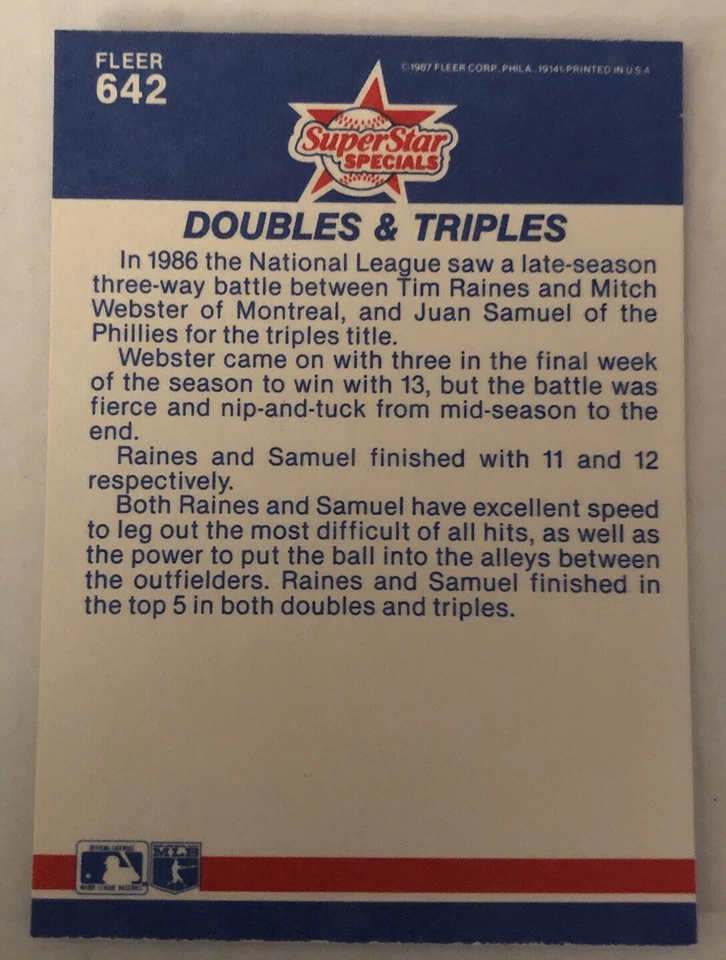 FLEER
642
©1987 FLEER CORP. PHILA. 19141-PRINTED IN U.S.A
SuperStar
SPECIALS
DOUBLES & TRIPLES
In 1986 the National League saw a late-season
three-way battle between Tim Raines and Mitch
Webster of Montreal, and Juan Samuel of the
Phillies for the triples title.
Webster came on with three in the final week
of the season to win with 13, but the battle was
fierce and nip-and-tuck from mid-season to the
end.
Raines and Samuel finished with 11 and 12
respectively.
Both Raines and Samuel have excellent speed
to leg out the most difficult of all hits, as well as
the power to put the ball into the alleys between
the outfielders. Raines and Samuel finished in
the top 5 in both doubles and triples.
OFFICIAL LICENSEE
MAJOR LEAGUE BASEBALL
MLB